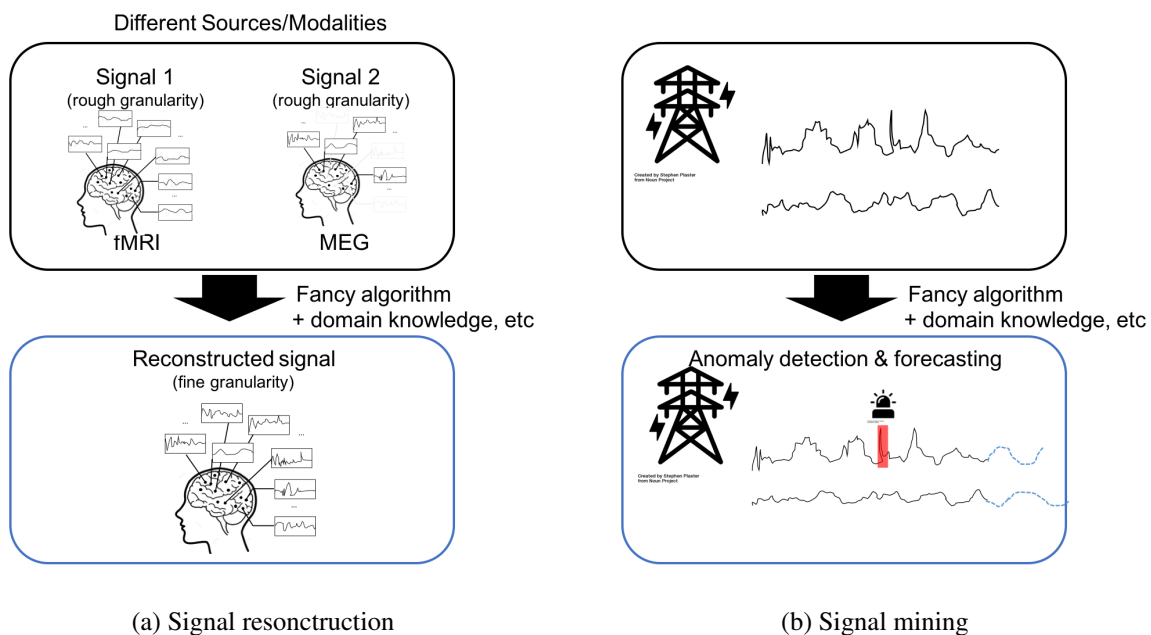 Different Sources/Modalities
Signal 1
(rough granularity)
...
...
...
fMRI
Signal 2
(rough granularity)
...
...
...
MEG
Fancy algorithm
+ domain knowledge, etc
Reconstructed signal
(fine granularity)
...
...
...
(a) Signal resonctruction
Created by Stephen Plaster
from Noun Project
Fancy algorithm
+ domain knowledge, etc
Anomaly detection & forecasting
Created by Stephen Plaster
from Noun Project
(b) Signal mining